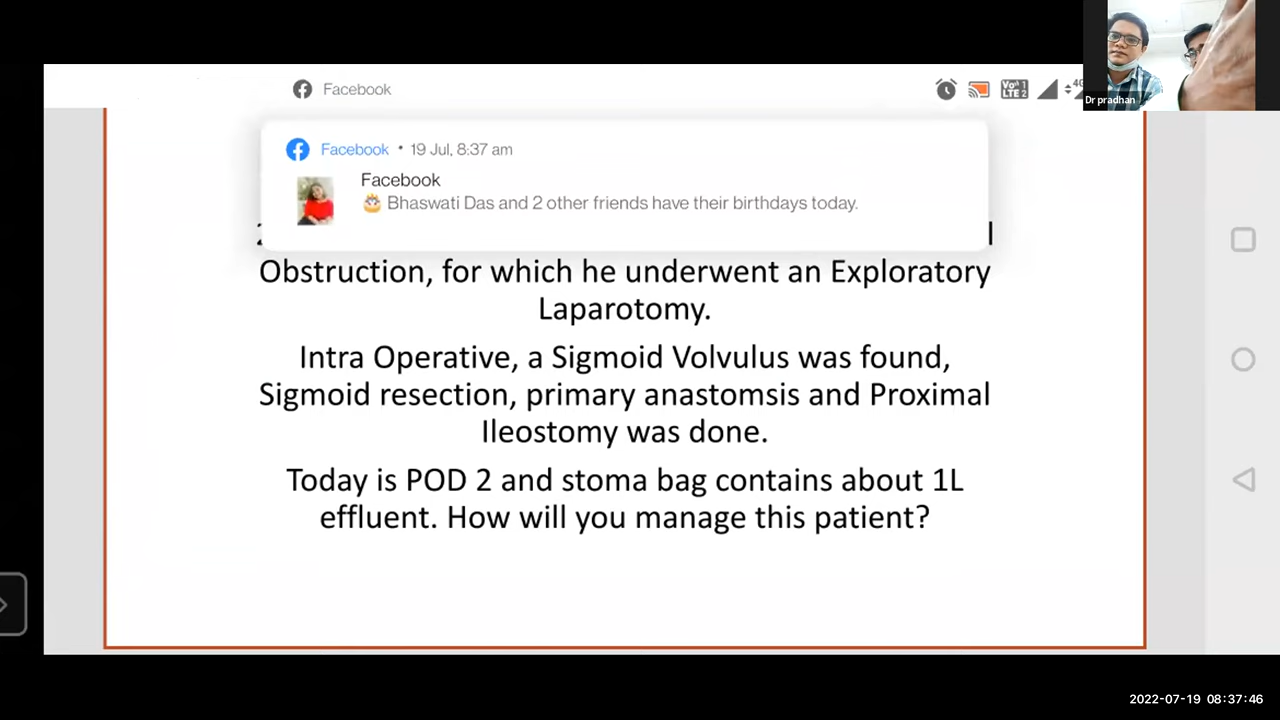 Facebook
Dr pradhan
Facebook • 19 Jul, 8:37 am
Facebook
🎂 Bhaswati Das and 2 other friends have their birthdays today.
Obstruction, for which he underwent an Exploratory
Laparotomy.
Intra Operative, a Sigmoid Volvulus was found,
Sigmoid resection, primary anastomsis and Proximal
Ileostomy was done.
Today is POD 2 and stoma bag contains about 1L
effluent. How will you manage this patient?
2022-07-19 08:37:46